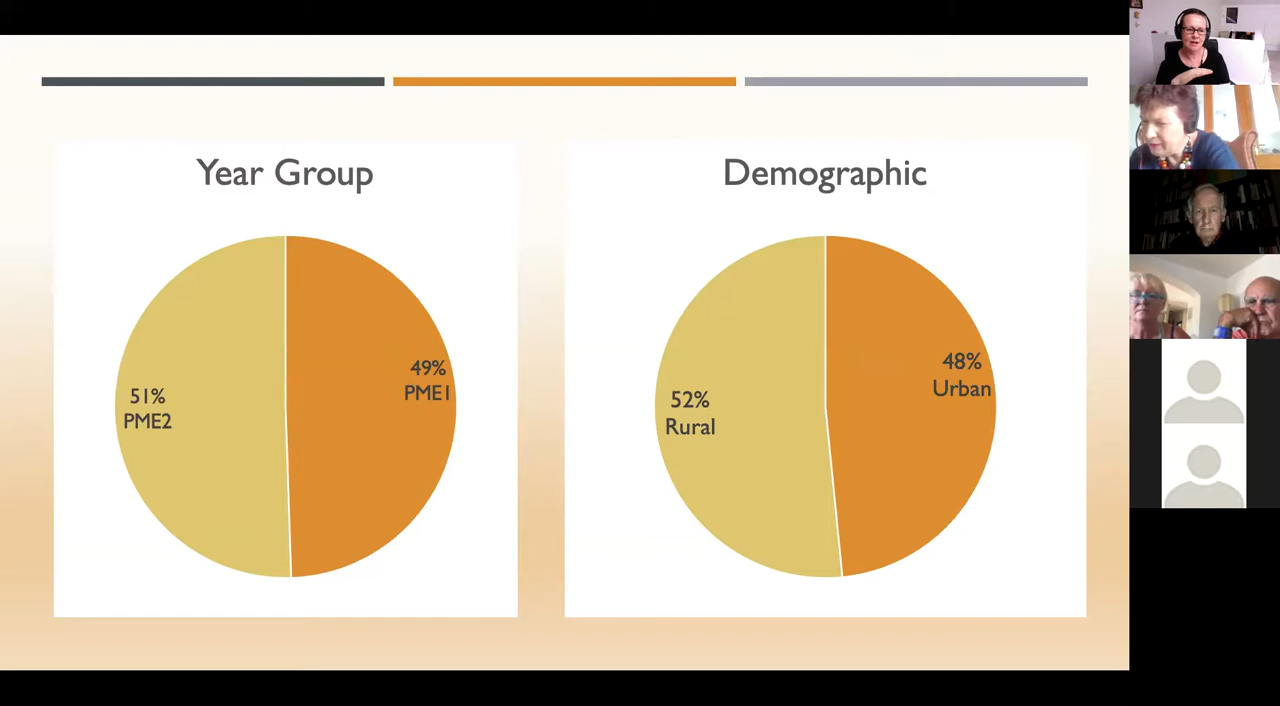 Year Group
49%
PME1
51%
PME2
Demographic
48%
Urban
52%
Rural